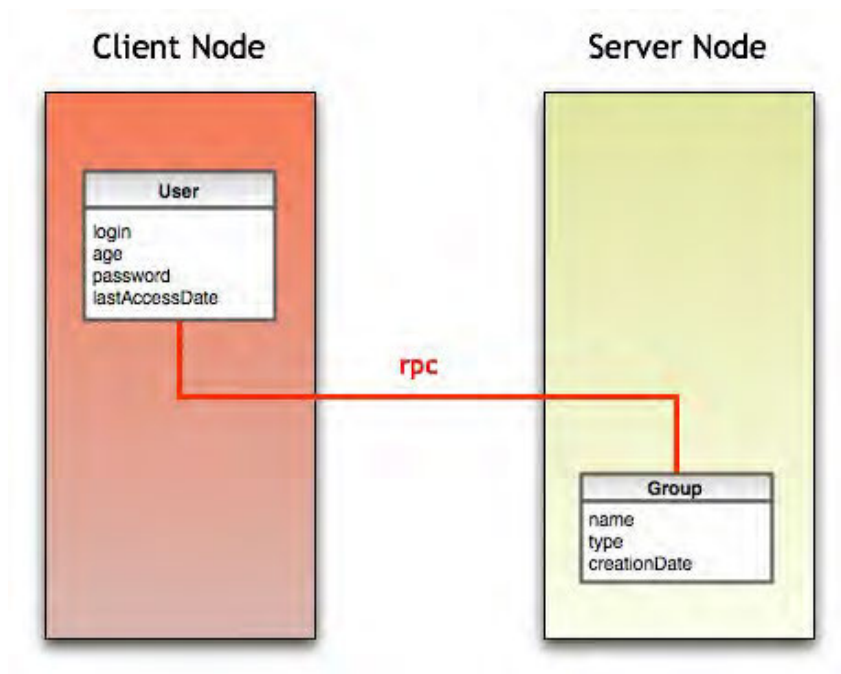 Client Node
Server Node
User
login
age
password
lastAccessDate
rpc
Group
name
type
creationDate